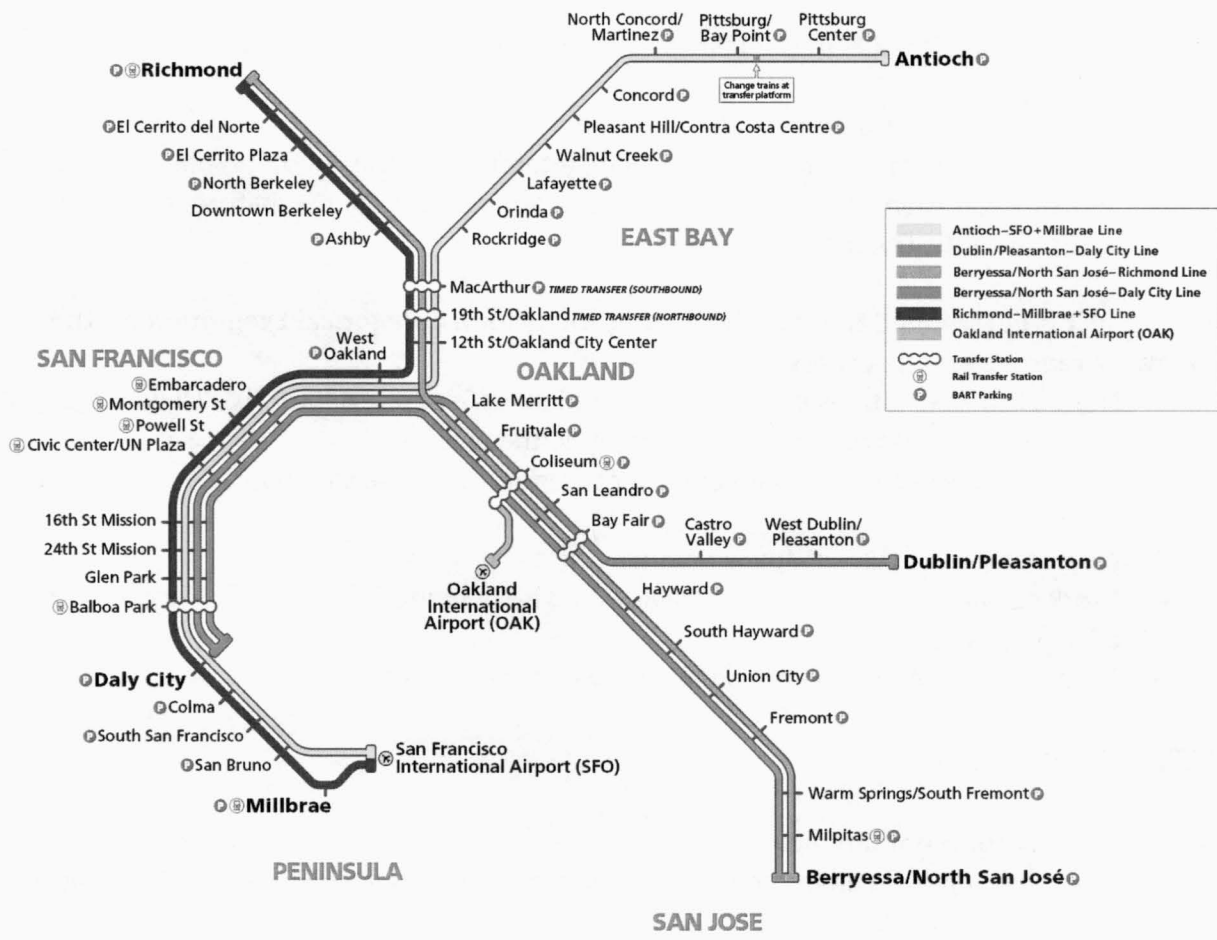 North Concord/
Martinez P
Pittsburg/
Bay Point P
Pittsburg
Center P
Antioch P
Change trains at
transfer platform
P Richmond
Concord P
P El Cerrito del Norte
Pleasant Hill/Contra Costa Centre P
P El Cerrito Plaza
Walnut Creek P
P North Berkeley
Lafayette P
Downtown Berkeley
Orinda P
P Ashby
Rockridge P
EAST BAY
Antioch–SFO+Millbrae Line
Dublin/Pleasanton–Daly City Line
Berryessa/North San José–Richmond Line
Berryessa/North San José–Daly City Line
Richmond–Millbrae+SFO Line
Oakland International Airport (OAK)
Transfer Station
Rail Transfer Station
P BART Parking
MacArthur P TIMED TRANSFER (SOUTHBOUND)
19th St/Oakland TIMED TRANSFER (NORTHBOUND)
12th St/Oakland City Center
SAN FRANCISCO
West
P Oakland
OAKLAND
Embarcadero
Montgomery St
Powell St
Civic Center/UN Plaza
Lake Merritt P
Fruitvale P
Coliseum P
San Leandro P
Bay Fair P
Castro
Valley P
West Dublin/
Pleasanton P
Dublin/Pleasanton P
16th St Mission
24th St Mission
Glen Park
Balboa Park
Oakland
International
Airport (OAK)
Hayward P
South Hayward P
Union City P
Fremont P
P Daly City
P Colma
P South San Francisco
P San Bruno
San Francisco
International Airport (SFO)
P Millbrae
Warm Springs/South Fremont P
Milpitas P
Berryessa/North San José P
PENINSULA
SAN JOSE